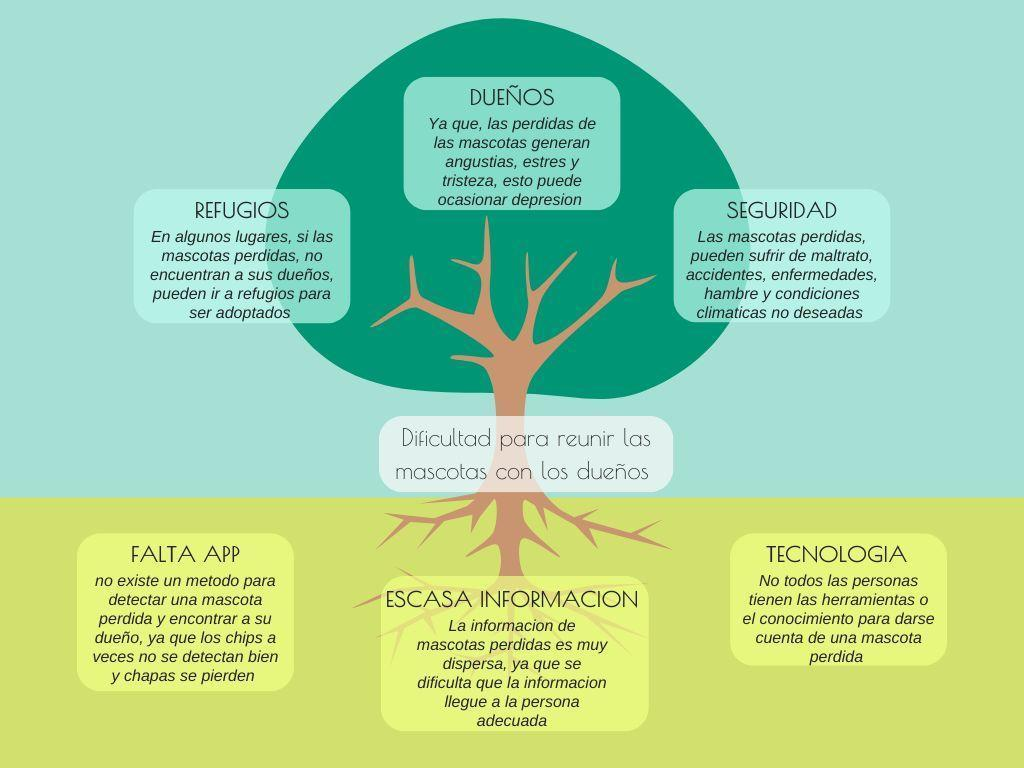 DUEÑOS
Ya que, las perdidas de
las mascotas generan
angustias, estres y
tristeza, esto puede
ocasionar depresion
REFUGIOS
En algunos lugares, si las
mascotas perdidas, no
encuentran a sus dueños,
pueden ir a refugios para
ser adoptados
SEGURIDAD
Las mascotas perdidas,
pueden sufrir de maltrato,
accidentes, enfermedades,
hambre y condiciones
climaticas no deseadas
Dificultad para reunir las
mascotas con los dueños
FALTA APP
no existe un metodo para
detectar una mascota
perdida y encontrar a su
dueño, ya que los chips a
veces no se detectan bien
y chapas se pierden
ESCASA INFORMACION
La informacion de
mascotas perdidas es muy
dispersa, ya que se
dificulta que la informacion
llegue a la persona
adecuada
TECNOLOGIA
No todos las personas
tienen las herramientas o
el conocimiento para darse
cuenta de una mascota
perdida